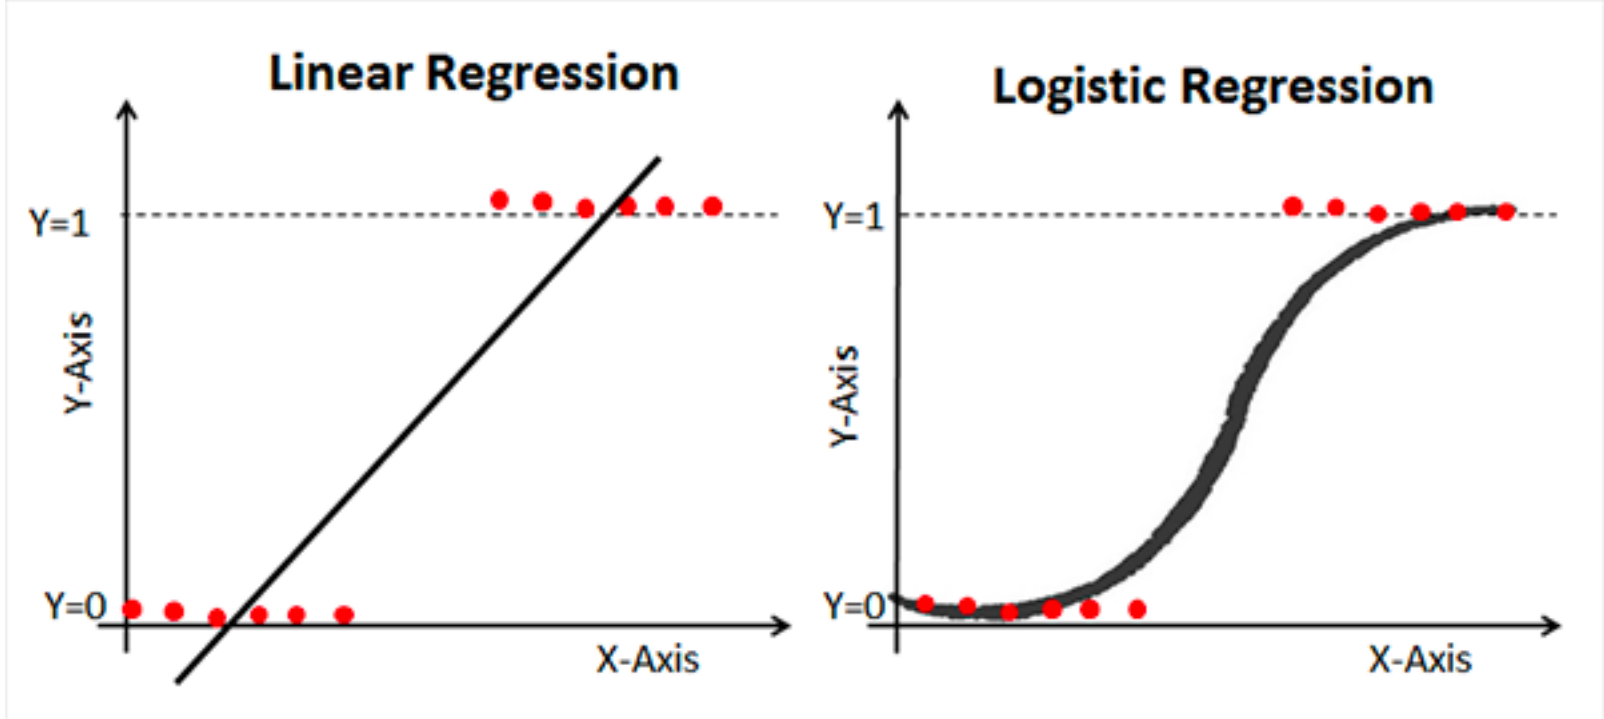 Linear Regression
Y=1
Y-Axis
Y=0
X-Axis
Logistic Regression
Y=1
Y-Axis
Y=0
X-Axis